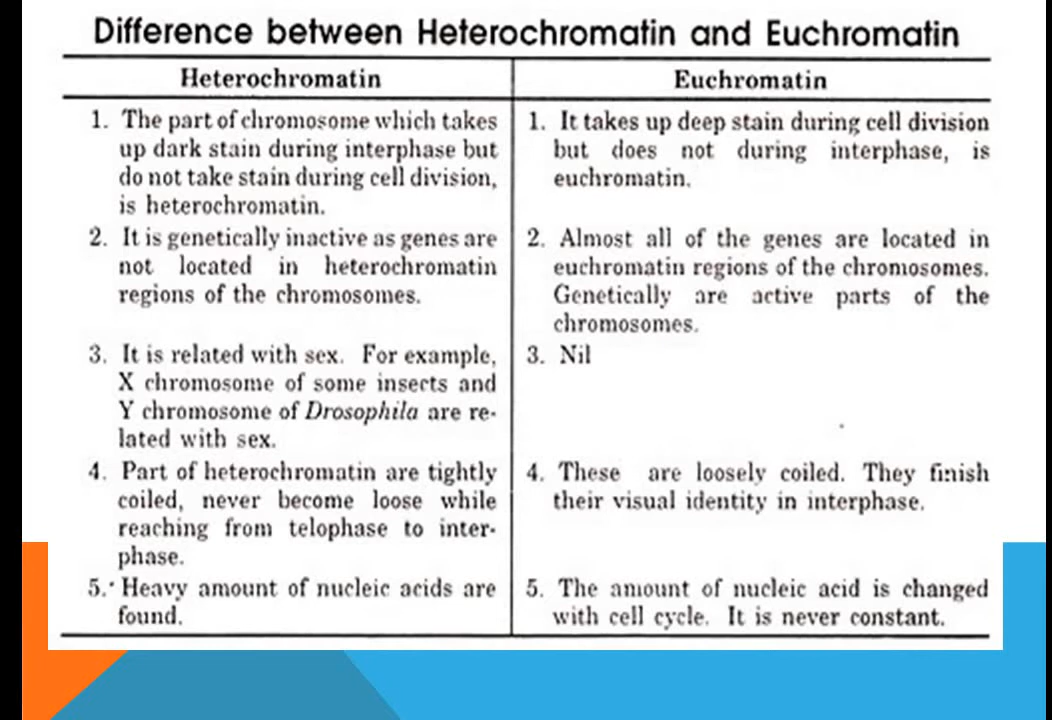 Difference between Heterochromatin and Euchromatin
Heterochromatin
Euchromatin
1. The part of chromosome which takes
up dark stain during interphase but
do not take stain during cell division,
is heterochromatin.
1. It takes up deep stain during cell division
but does not during interphase, is
euchromatin.
2. It is genetically inactive as genes are
not located in heterochromatin
regions of the chromosomes.
2. Almost all of the genes are located in
euchromatin regions of the chromosomes.
Genetically are active parts of the
chromosomes.
3. It is related with sex. For example,
X chromosome of some insects and
Y chromosome of Drosophila are re-
lated with sex.
3. Nil
4. Part of heterochromatin are tightly
coiled, never become loose while
reaching from telophase to inter-
phase.
4. These are loosely coiled. They finish
their visual identity in interphase.
5. Heavy amount of nucleic acids are
found.
5. The amount of nucleic acid is changed
with cell cycle. It is never constant.